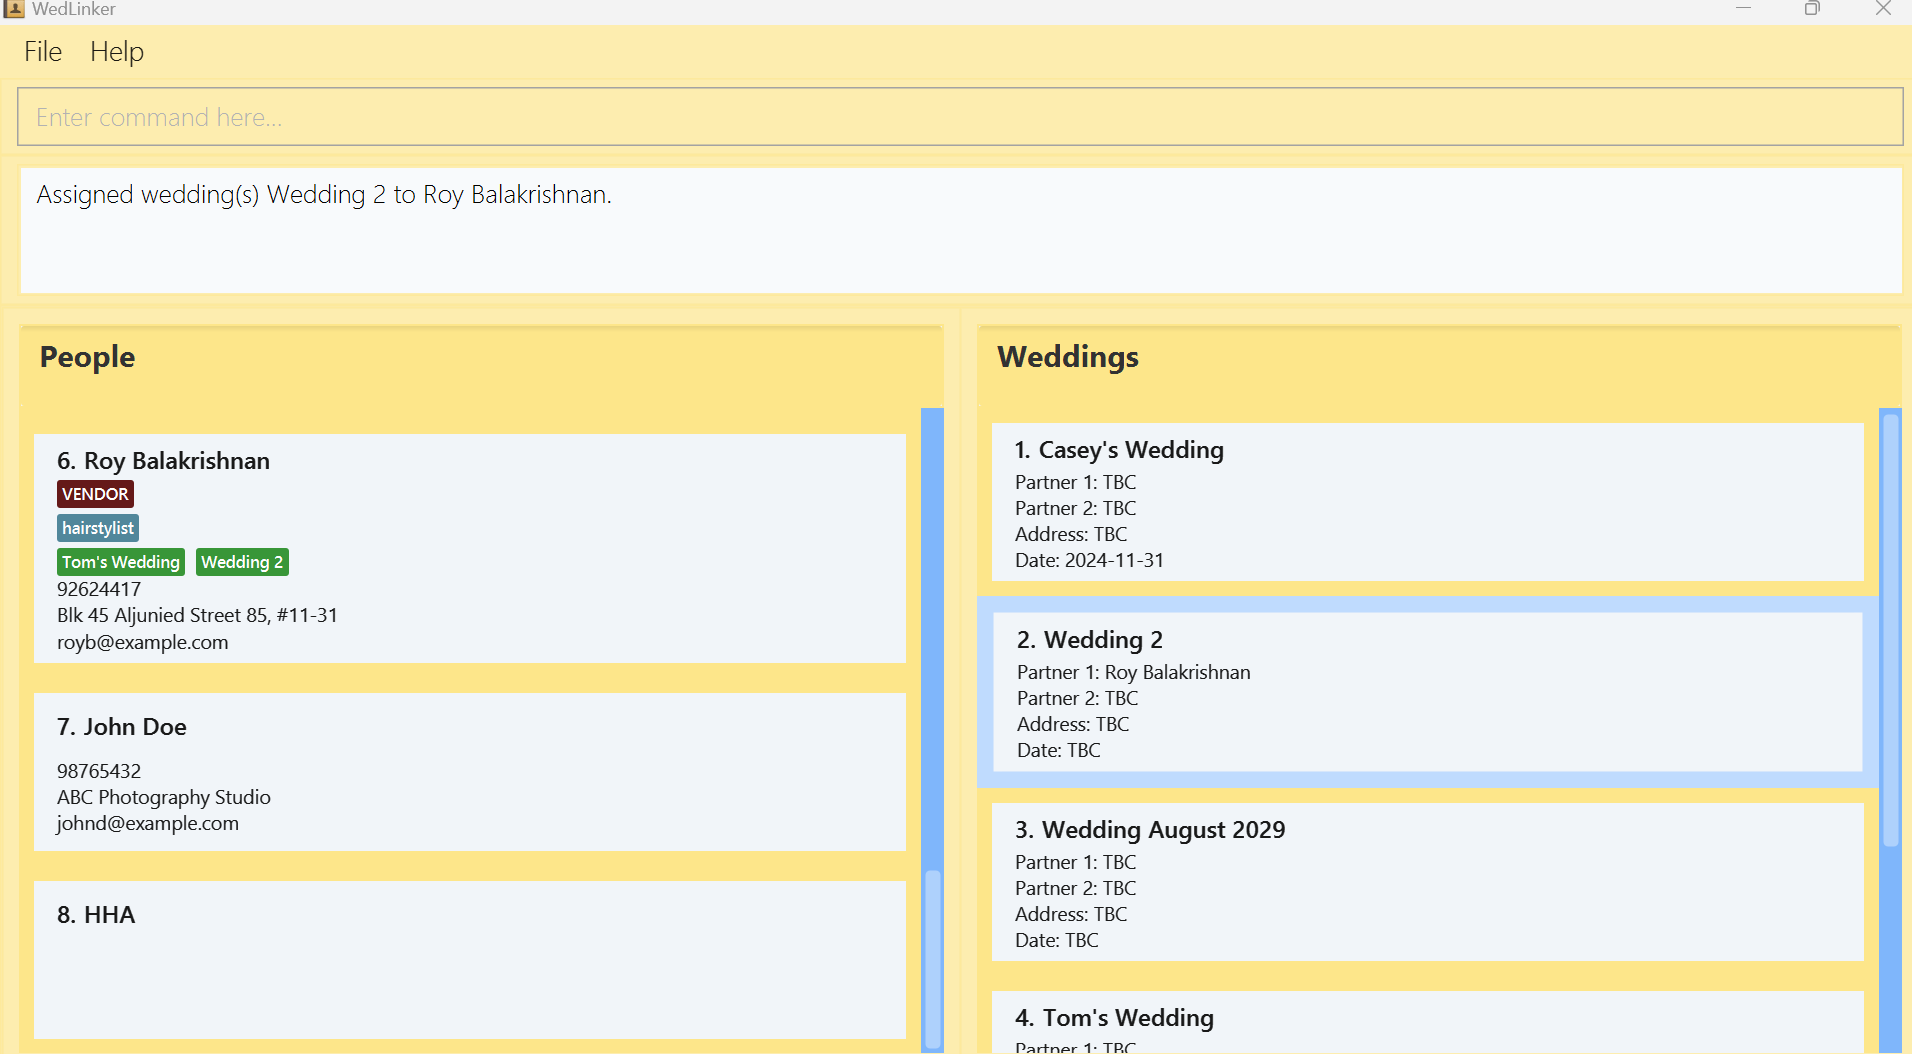 WedLinker
File Help
Enter command here...
Assigned wedding(s) Wedding 2 to Roy Balakrishnan.
People
6. Roy Balakrishnan
VENDOR
hairstylist
Tom's Wedding Wedding 2
92624417
Blk 45 Aljunied Street 85, #11-31
royb@example.com
7. John Doe
98765432
ABC Photography Studio
johnd@example.com
8. HHA
Weddings
1. Casey's Wedding
Partner 1: TBC
Partner 2: TBC
Address: TBC
Date: 2024-11-31
2. Wedding 2
Partner 1: Roy Balakrishnan
Partner 2: TBC
Address: TBC
Date: TBC
3. Wedding August 2029
Partner 1: TBC
Partner 2: TBC
Address: TBC
Date: TBC
4. Tom's Wedding
Partner 1: TBC